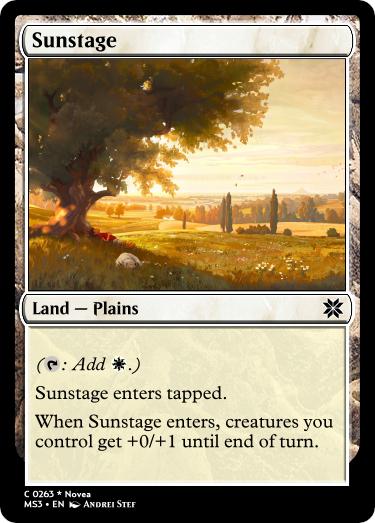 Sunstage
Land — Plains
(: Add .)
Sunstage enters tapped.
When Sunstage enters, creatures you
control get +0/+1 until end of turn.
C 0263 * Novea
MS3 • EN Andrei Stef